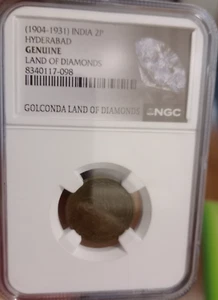 (1904-1931) INDIA 2P
HYDERABAD
GENUINE
LAND OF DIAMONDS
8340117-098
NGC
GOLCONDA LAND OF DIAMONDS